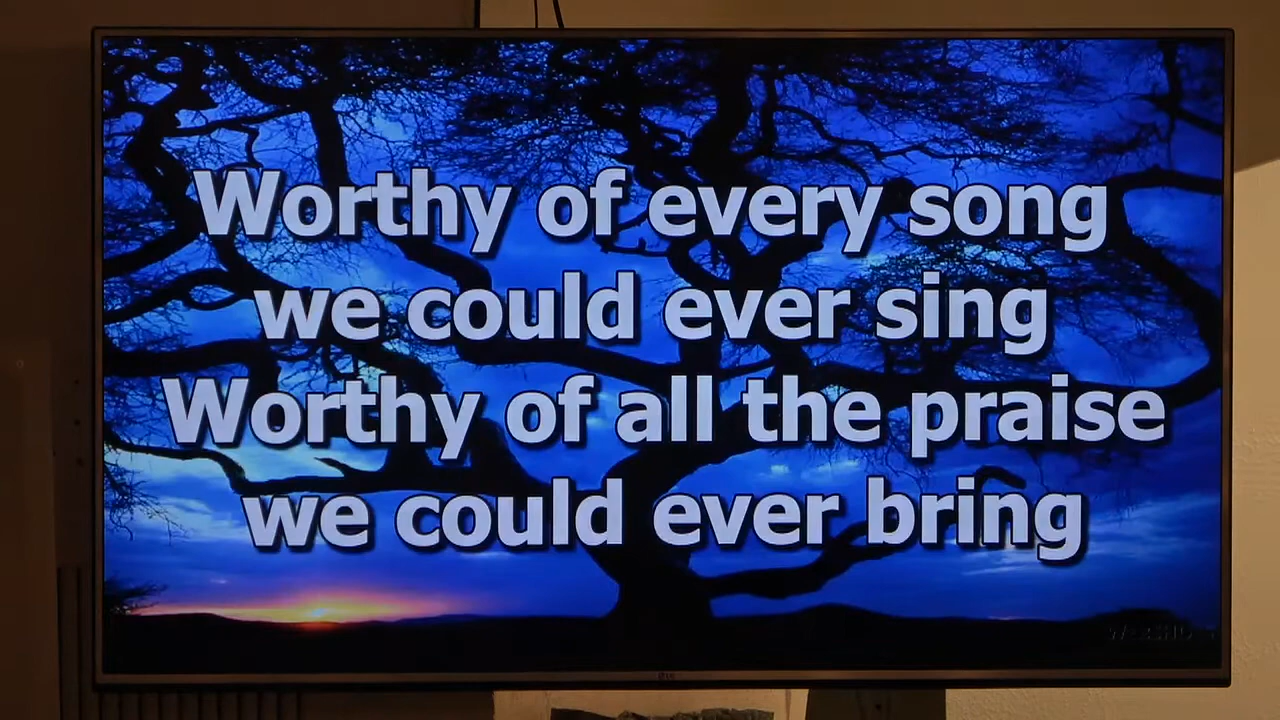 Worthy of every song
we could ever sing
Worthy of all the praise
we could ever bring